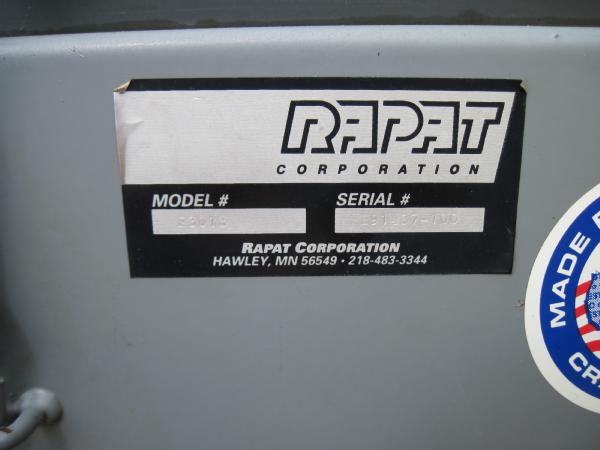 RAPAT
CORPORATION
MODEL # SERIAL #
RAPAT CORPORATION
HAWLEY, MN 56549 • 218-483-3344
MADE